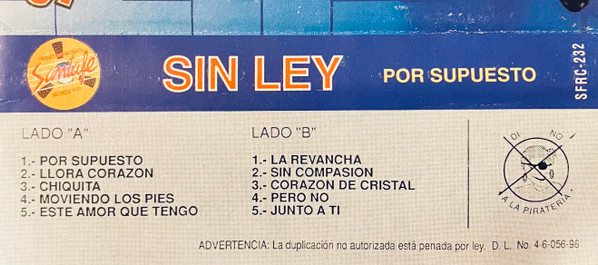 Santafé
SIN LEY
POR SUPUESTO
SFRC-232
LADO "A"
1.- POR SUPUESTO
2.- LLORA CORAZON
3.- CHIQUITA
4.- MOVIENDO LOS PIES
5.- ESTE AMOR QUE TENGO
LADO "B"
1.- LA REVANCHA
2.- SIN COMPASION
3.- CORAZON DE CRISTAL
4.- PERO NO
5.- JUNTO A TI
DI NO
A LA PIRATERIA
ADVERTENCIA: La duplicación no autorizada está penada por ley. D. L. No. 4-6-056-96